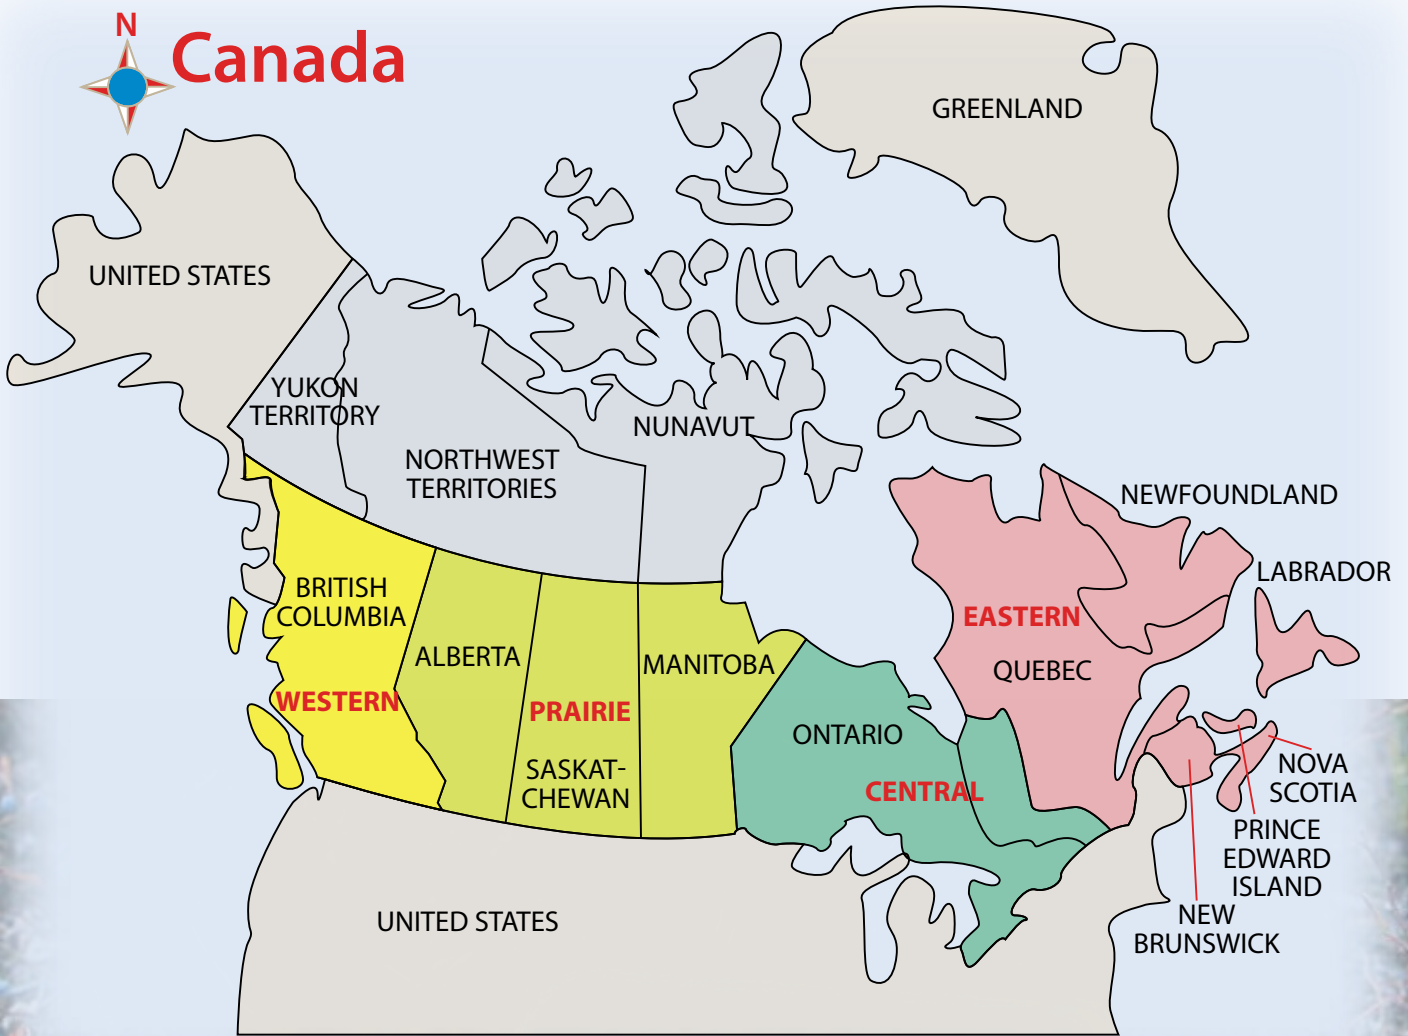 N
Canada
GREENLAND
UNITED STATES
YUKON
TERRITORY
NUNAVUT
NORTHWEST
TERRITORIES
NEWFOUNDLAND
LABRADOR
BRITISH
COLUMBIA
EASTERN
ALBERTA
MANITOBA
QUEBEC
WESTERN
PRAIRIE
ONTARIO
SASKAT-
CHEWAN
CENTRAL
NOVA
SCOTIA
PRINCE
EDWARD
ISLAND
NEW
BRUNSWICK
UNITED STATES